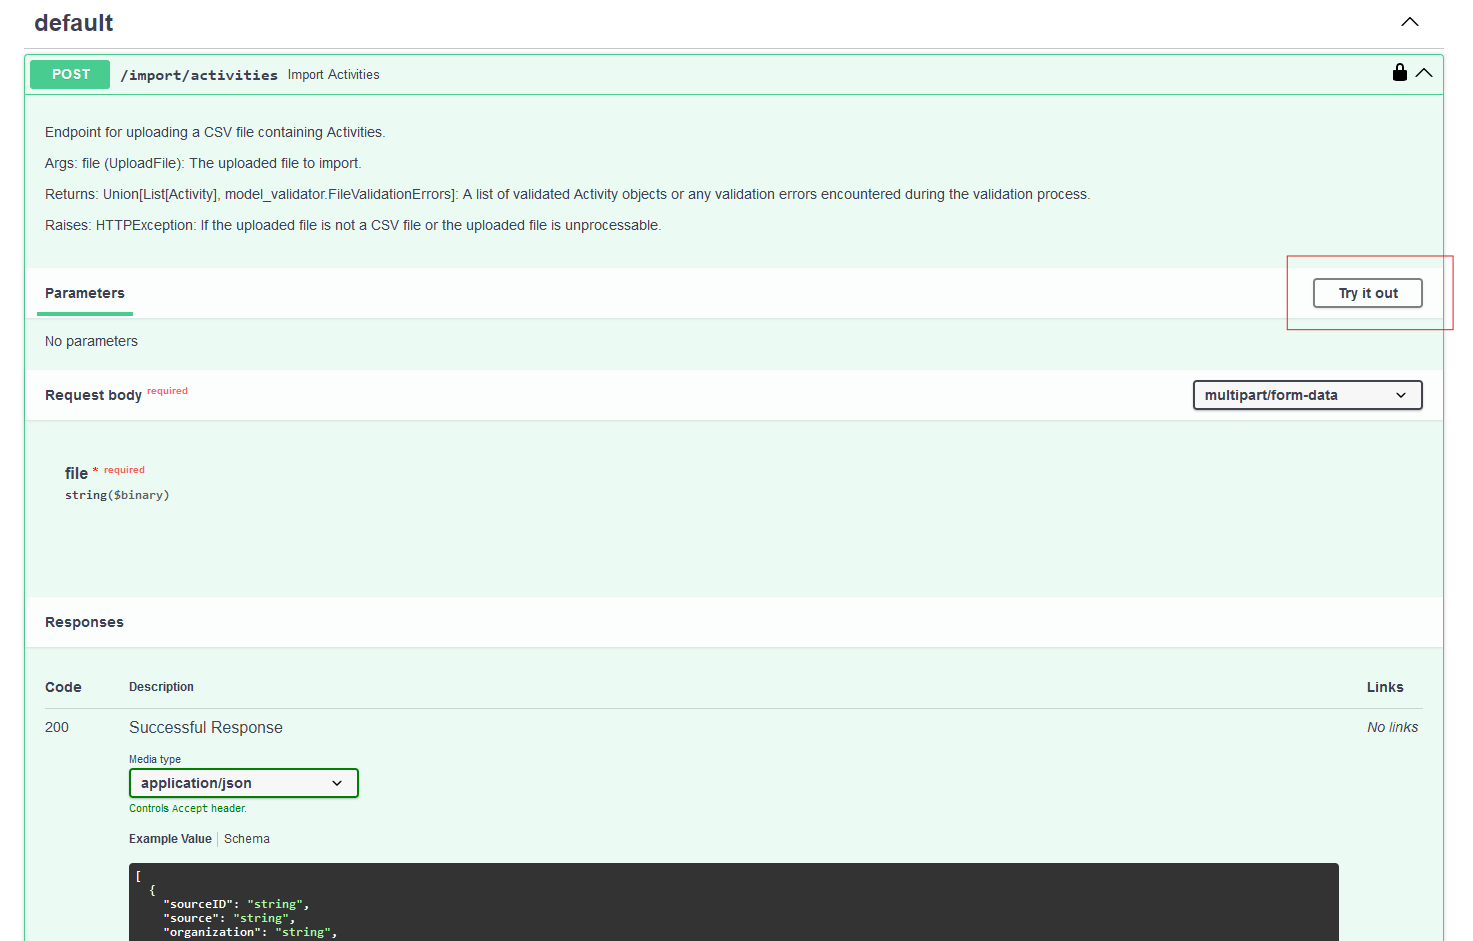 default
POST /import/activities Import Activities
Endpoint for uploading a CSV file containing Activities.
Args: file (UploadFile): The uploaded file to import.
Returns: Union[List[Activity], model_validator.FileValidationErrors]: A list of validated Activity objects or any validation errors encountered during the validation process.
Raises: HTTPException: If the uploaded file is not a CSV file or the uploaded file is unprocessable.
Parameters Try it out
No parameters
Request body required multipart/form-data
file * required
string($binary)
Responses
Code Description Links
200 Successful Response No links
Media type
application/json
Controls Accept header.
Example Value Schema
[
{
"sourceID": "string",
"source": "string",
"organization": "string",